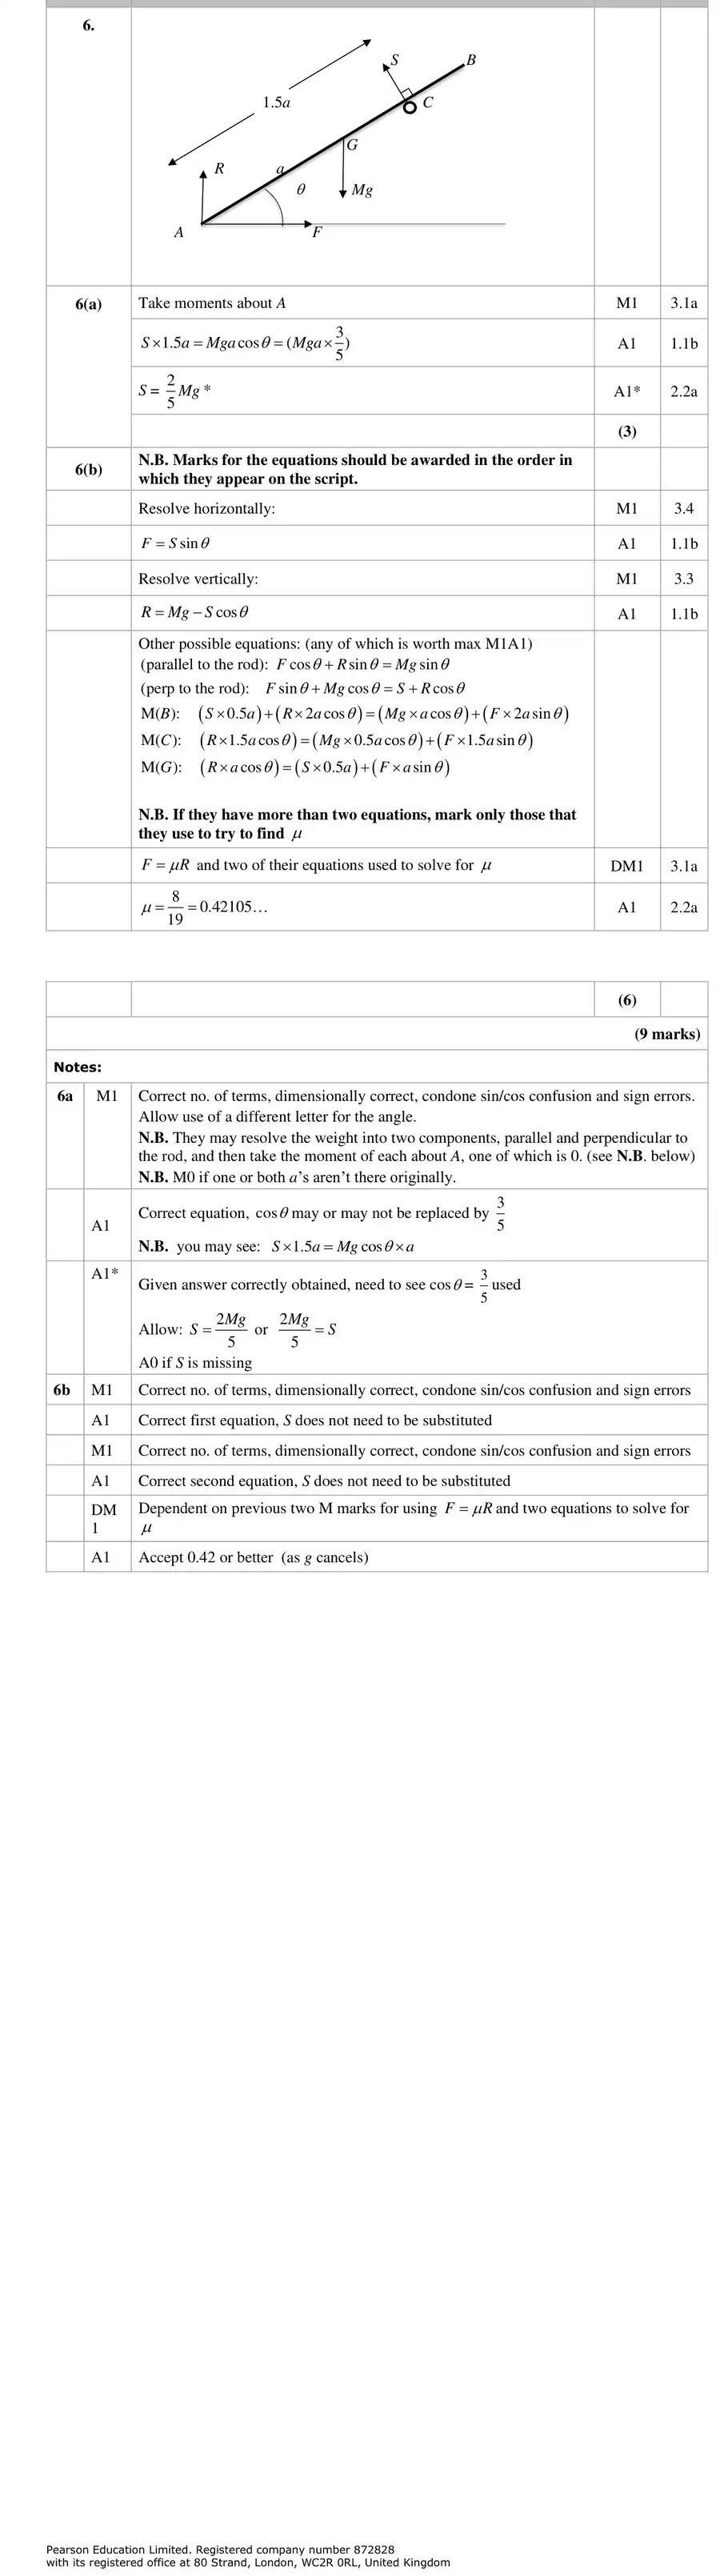 6.
S
B
1.5a
C
G
R
a
θ
Mg
A
F
6(a) Take moments about A M1 3.1a
S × 1.5a = Mga cos θ = (Mga × 3/5) A1 1.1b
S = 2/5 Mg * A1* 2.2a
(3)
6(b) N.B. Marks for the equations should be awarded in the order in
which they appear on the script.
Resolve horizontally: M1 3.4
F = S sin θ A1 1.1b
Resolve vertically: M1 3.3
R = Mg − S cos θ A1 1.1b
Other possible equations: (any of which is worth max M1A1)
(parallel to the rod): F cos θ + R sin θ = Mg sin θ
(perp to the rod): F sin θ + Mg cos θ = S + R cos θ
M(B): (S × 0.5a) + (R × 2a cos θ) = (Mg × a cos θ) + (F × 2a sin θ)
M(C): (R × 1.5a cos θ) = (Mg × 0.5a cos θ) + (F × 1.5a sin θ)
M(G): (R × a cos θ) = (S × 0.5a) + (F × a sin θ)
N.B. If they have more than two equations, mark only those that
they use to try to find μ
F = μR and two of their equations used to solve for μ DM1 3.1a
μ = 8/19 = 0.42105… A1 2.2a
(6)
(9 marks)
Notes:
6a M1 Correct no. of terms, dimensionally correct, condone sin/cos confusion and sign errors.
Allow use of a different letter for the angle.
N.B. They may resolve the weight into two components, parallel and perpendicular to
the rod, and then take the moment of each about A, one of which is 0. (see N.B. below)
N.B. M0 if one or both a's aren't there originally.
A1 Correct equation, cos θ may or may not be replaced by 3/5
N.B. you may see: S × 1.5a = Mg cos θ × a
A1* Given answer correctly obtained, need to see cos θ = 3/5 used
Allow: S = 2Mg/5 or 2Mg/5 = S
A0 if S is missing
6b M1 Correct no. of terms, dimensionally correct, condone sin/cos confusion and sign errors
A1 Correct first equation, S does not need to be substituted
M1 Correct no. of terms, dimensionally correct, condone sin/cos confusion and sign errors
A1 Correct second equation, S does not need to be substituted
DM Dependent on previous two M marks for using F = μR and two equations to solve for
1 μ
A1 Accept 0.42 or better (as g cancels)
Pearson Education Limited. Registered company number 872828
with its registered office at 80 Strand, London, WC2R 0RL, United Kingdom